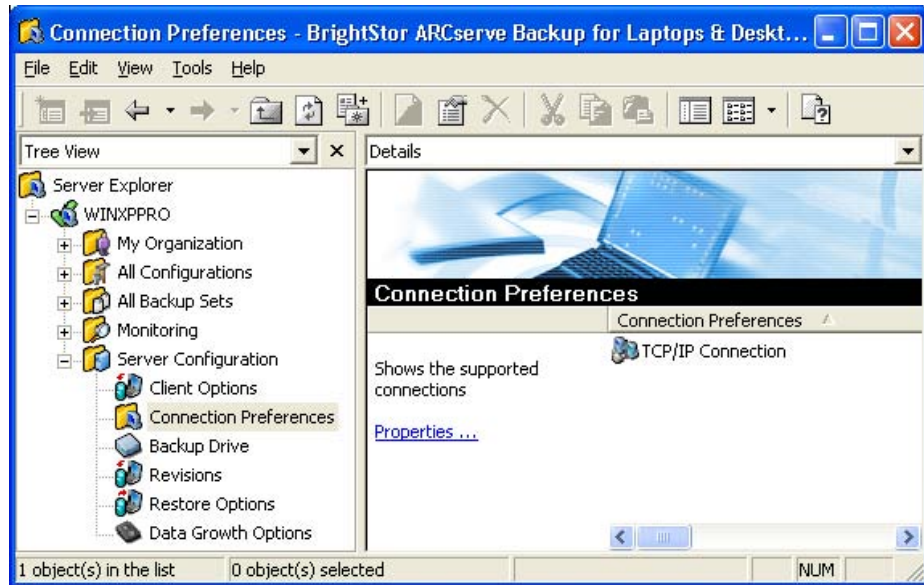 Connection Preferences - BrightStor ARCserve Backup for Laptops & Deskt...
File Edit View Tools Help
Tree View
Details
Server Explorer
WINXPPRO
My Organization
All Configurations
All Backup Sets
Monitoring
Server Configuration
Client Options
Connection Preferences
Backup Drive
Revisions
Restore Options
Data Growth Options
Connection Preferences
Connection Preferences
TCP/IP Connection
Shows the supported
connections
Properties ...
1 object(s) in the list
0 object(s) selected
NUM